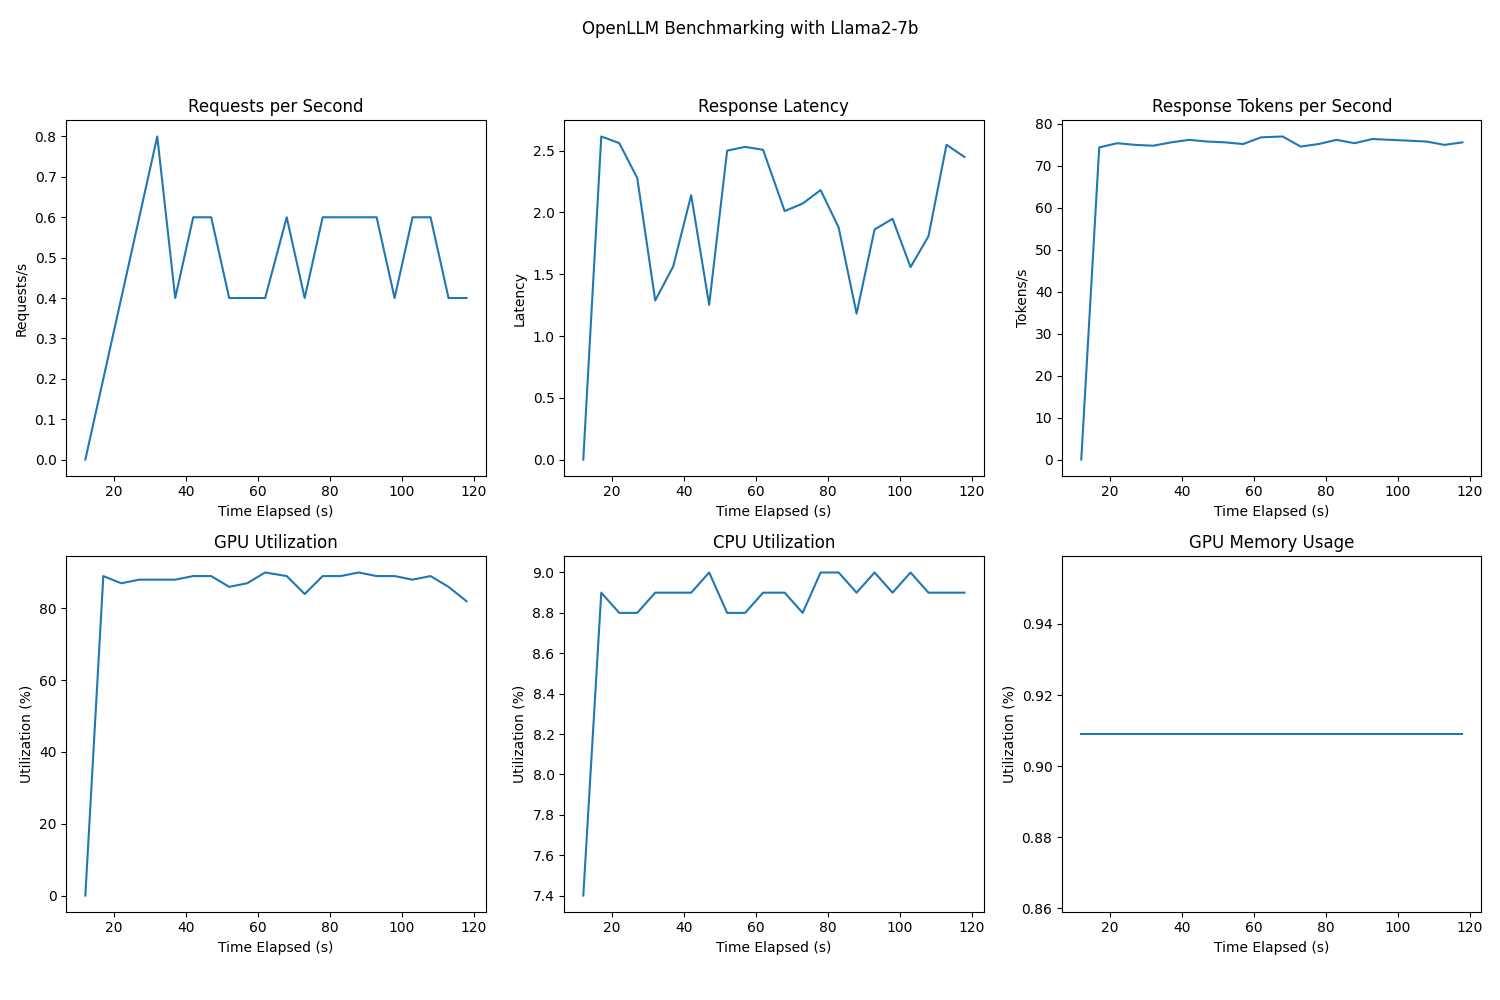 OpenLLM Benchmarking with Llama2-7b
Requests per Second
0.8
0.7
0.6
0.5
0.4
0.3
0.2
0.1
0.0
Requests/s
20 40 60 80 100 120
Time Elapsed (s)
Response Latency
2.5
2.0
1.5
1.0
0.5
0.0
Latency
20 40 60 80 100 120
Time Elapsed (s)
Response Tokens per Second
80
70
60
50
40
30
20
10
0
Tokens/s
20 40 60 80 100 120
Time Elapsed (s)
GPU Utilization
80
60
40
20
0
Utilization (%)
20 40 60 80 100 120
Time Elapsed (s)
CPU Utilization
9.0
8.8
8.6
8.4
8.2
8.0
7.8
7.6
7.4
Utilization (%)
20 40 60 80 100 120
Time Elapsed (s)
GPU Memory Usage
0.94
0.92
0.90
0.88
0.86
Utilization (%)
20 40 60 80 100 120
Time Elapsed (s)